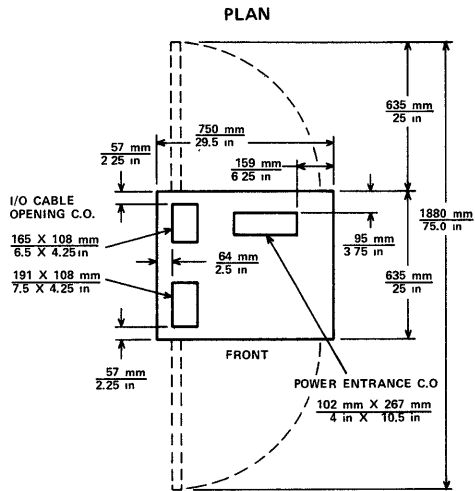 PLAN
750 mm
29.5 in
635 mm
25 in
57 mm
2 25 in
159 mm
6 25 in
I/O CABLE
OPENING C.O.
165 X 108 mm
6.5 X 4.25 in
191 X 108 mm
7.5 X 4.25 in
64 mm
2.5 in
95 mm
3 75 in
1880 mm
75.0 in
635 mm
25 in
FRONT
57 mm
2.25 in
POWER ENTRANCE C.O
102 mm X 267 mm
4 in X 10.5 in